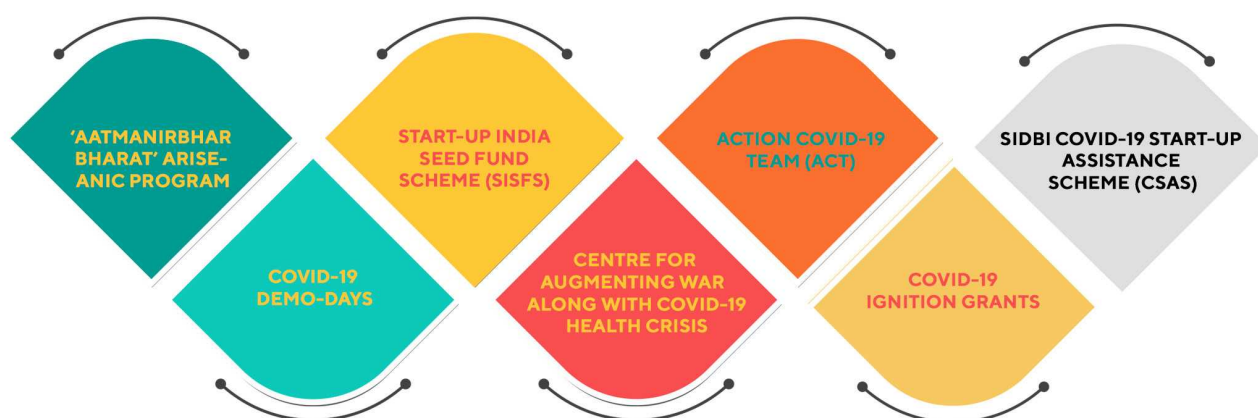 'AATMANIRBHAR
BHARAT' ARISE-
ANIC PROGRAM
COVID-19
DEMO-DAYS
START-UP INDIA
SEED FUND
SCHEME (SISFS)
CENTRE FOR
AUGMENTING WAR
ALONG WITH COVID-19
HEALTH CRISIS
ACTION COVID-19
TEAM (ACT)
COVID-19
IGNITION GRANTS
SIDBI COVID-19 START-UP
ASSISTANCE
SCHEME (CSAS)